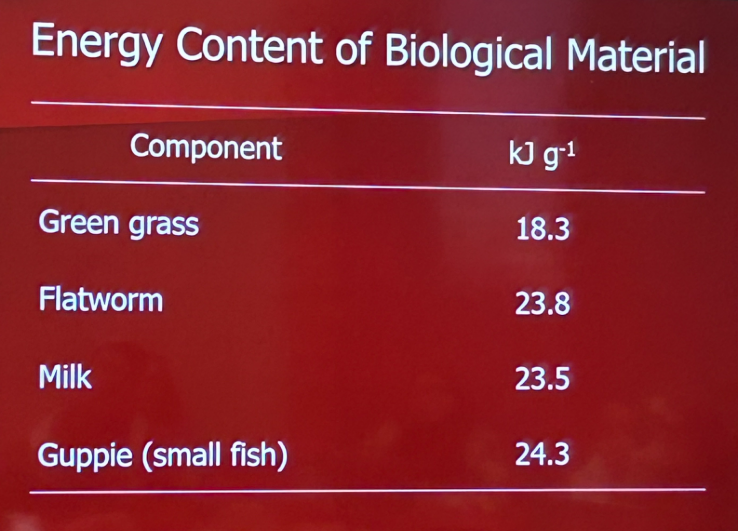 Energy Content of Biological Material
Component kJ g⁻¹
Green grass 18.3
Flatworm 23.8
Milk 23.5
Guppie (small fish) 24.3